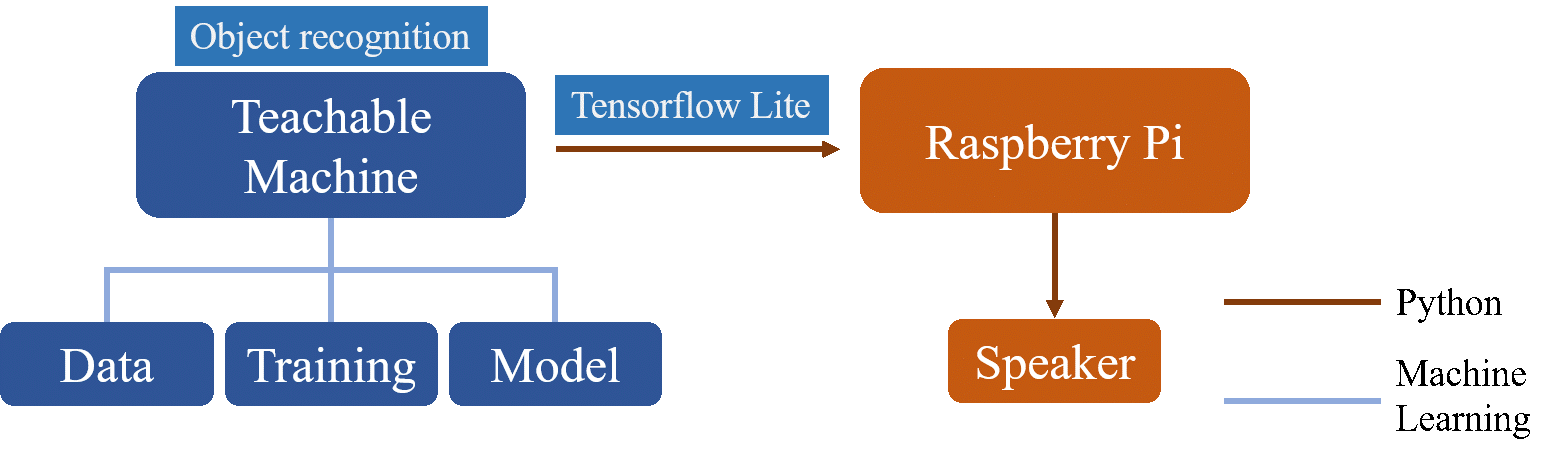 Object recognition
Teachable
Machine
Tensorflow Lite
Raspberry Pi
Data
Training
Model
Speaker
Python
Machine
Learning